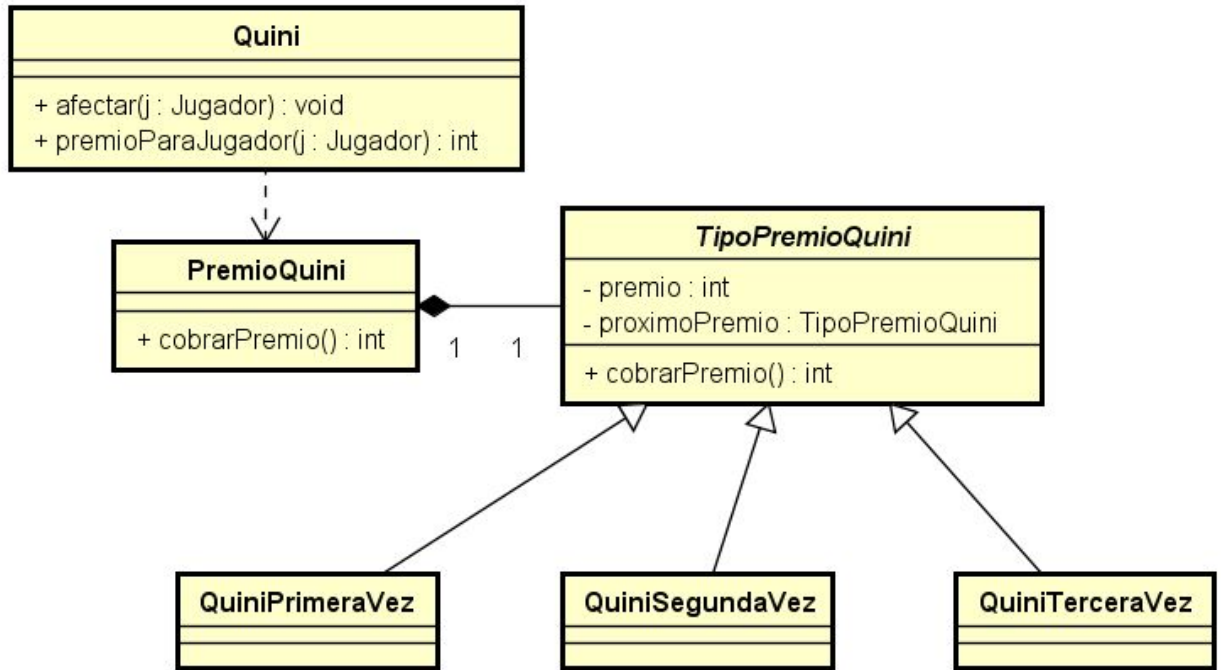 Quini
+ afectar(j : Jugador) : void
+ premioParaJugador(j : Jugador) : int
PremioQuini
+ cobrarPremio() : int
1 1
TipoPremioQuini
- premio : int
- proximoPremio : TipoPremioQuini
+ cobrarPremio() : int
QuiniPrimeraVez
QuiniSegundaVez
QuiniTerceraVez